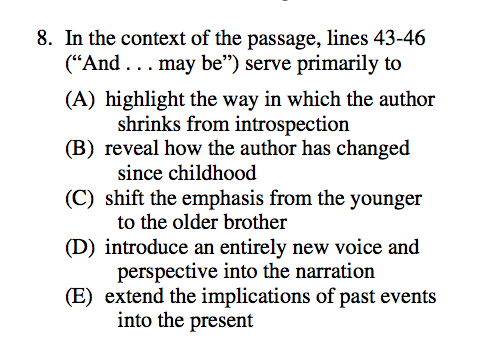 8. In the context of the passage, lines 43-46
(“And . . . may be”) serve primarily to
(A) highlight the way in which the author
shrinks from introspection
(B) reveal how the author has changed
since childhood
(C) shift the emphasis from the younger
to the older brother
(D) introduce an entirely new voice and
perspective into the narration
(E) extend the implications of past events
into the present